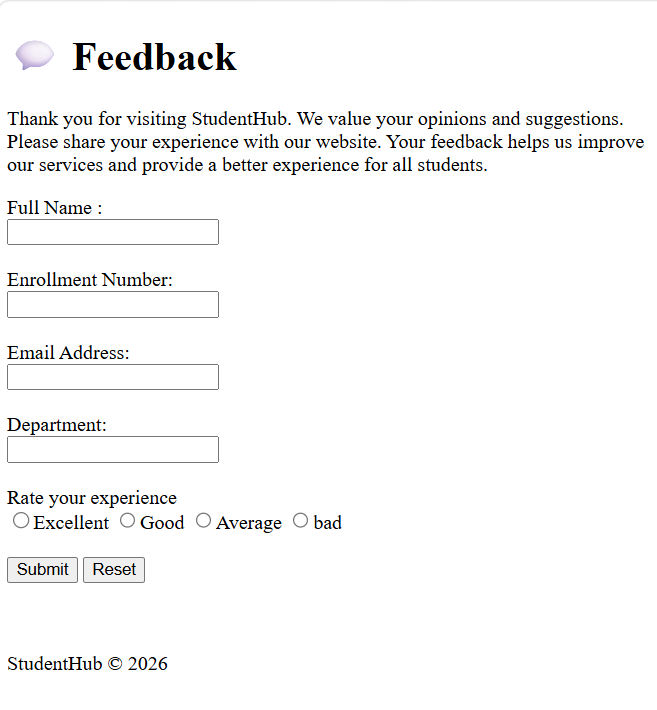 Feedback
Thank you for visiting StudentHub. We value your opinions and suggestions.
Please share your experience with our website. Your feedback helps us improve
our services and provide a better experience for all students.
Full Name :
Enrollment Number:
Email Address:
Department:
Rate your experience
Excellent Good Average bad
Submit Reset
StudentHub © 2026